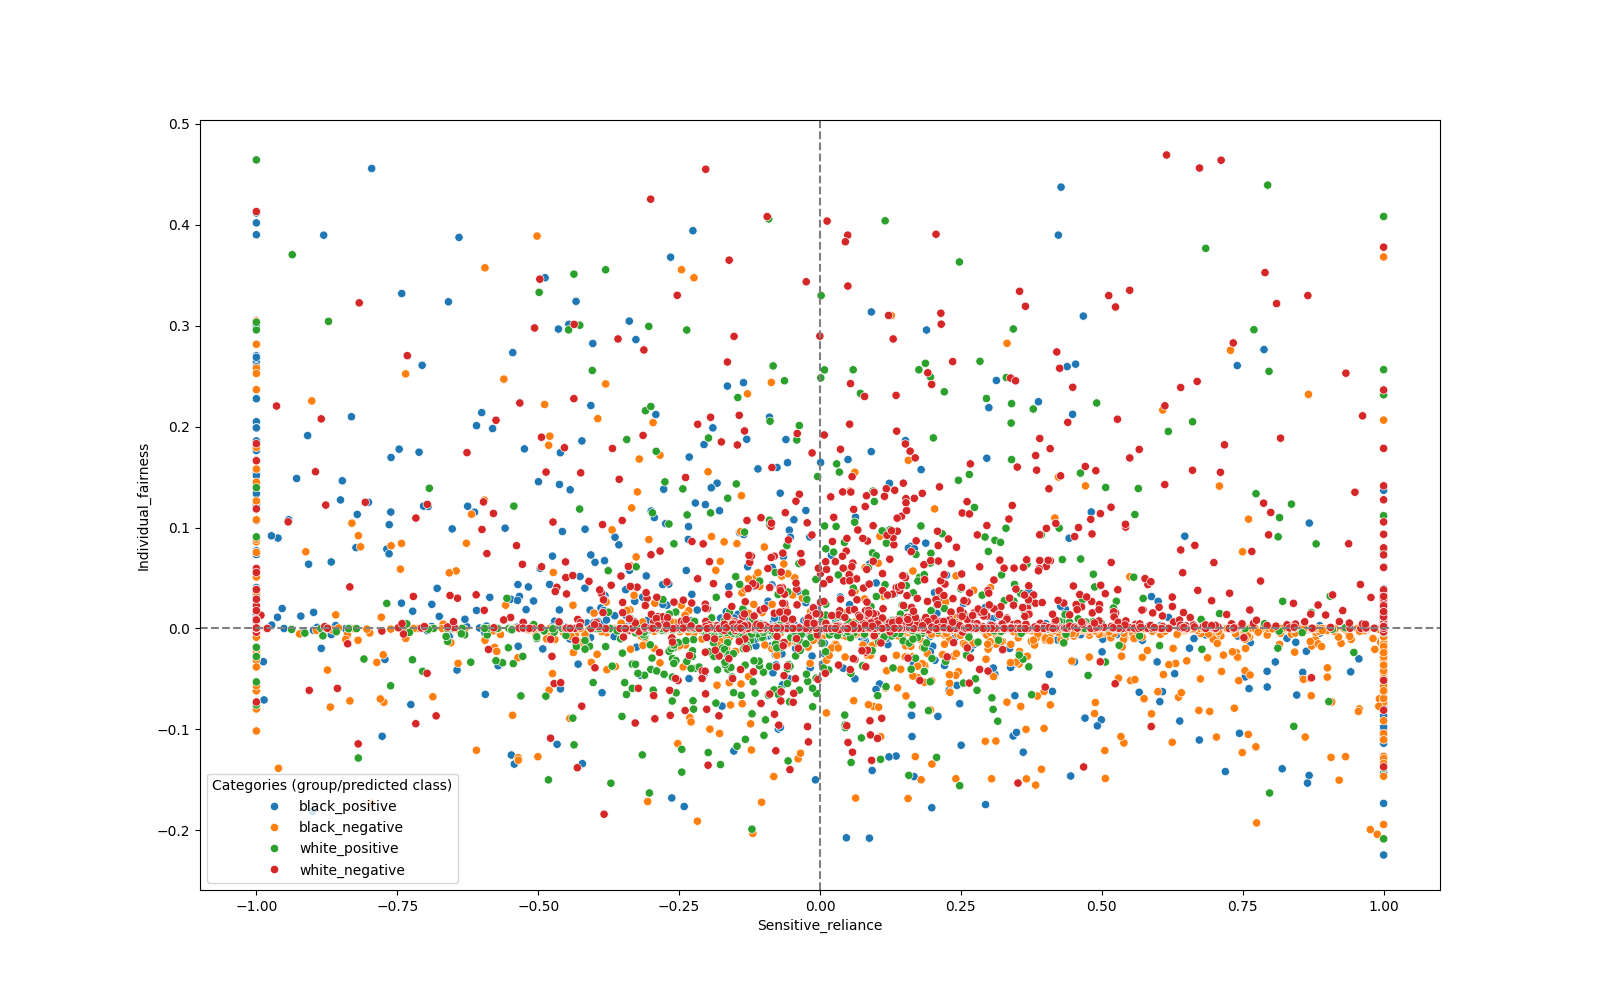 0.5
0.4
0.3
0.2
0.1
0.0
−0.1
−0.2
Individual_fairness
Categories (group/predicted class)
black_positive
black_negative
white_positive
white_negative
−1.00 −0.75 −0.50 −0.25 0.00 0.25 0.50 0.75 1.00
Sensitive_reliance